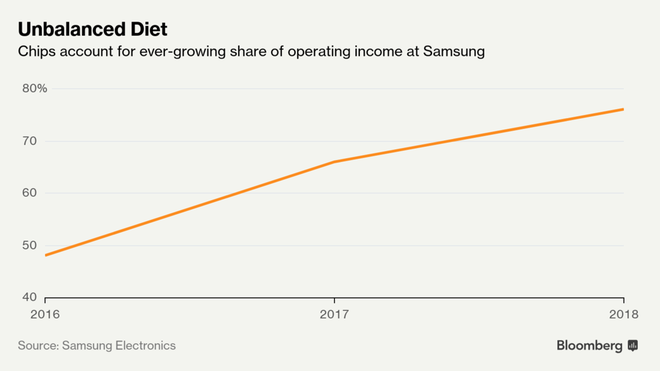 Unbalanced Diet
Chips account for ever-growing share of operating income at Samsung
80%
70
60
50
40
2016 2017 2018
Source: Samsung Electronics
Bloomberg